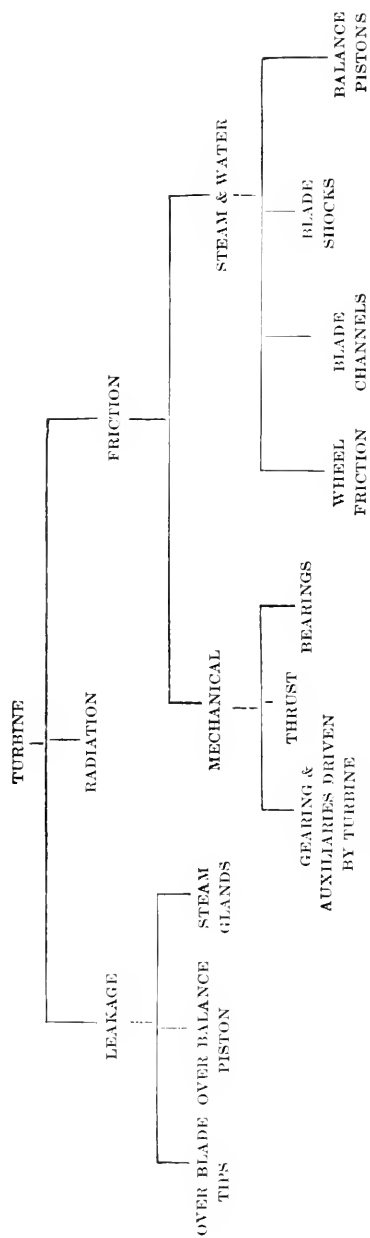 TURBINE
LEAKAGE
RADIATION
FRICTION
OVER BLADE
TIPS
OVER BALANCE
PISTON
STEAM
GLANDS
MECHANICAL
STEAM & WATER
GEARING &
AUXILIARIES DRIVEN
BY TURBINE
THRUST
BEARINGS
WHEEL
FRICTION
BLADE
CHANNELS
BLADE
SHOCKS
BALANCE
PISTONS